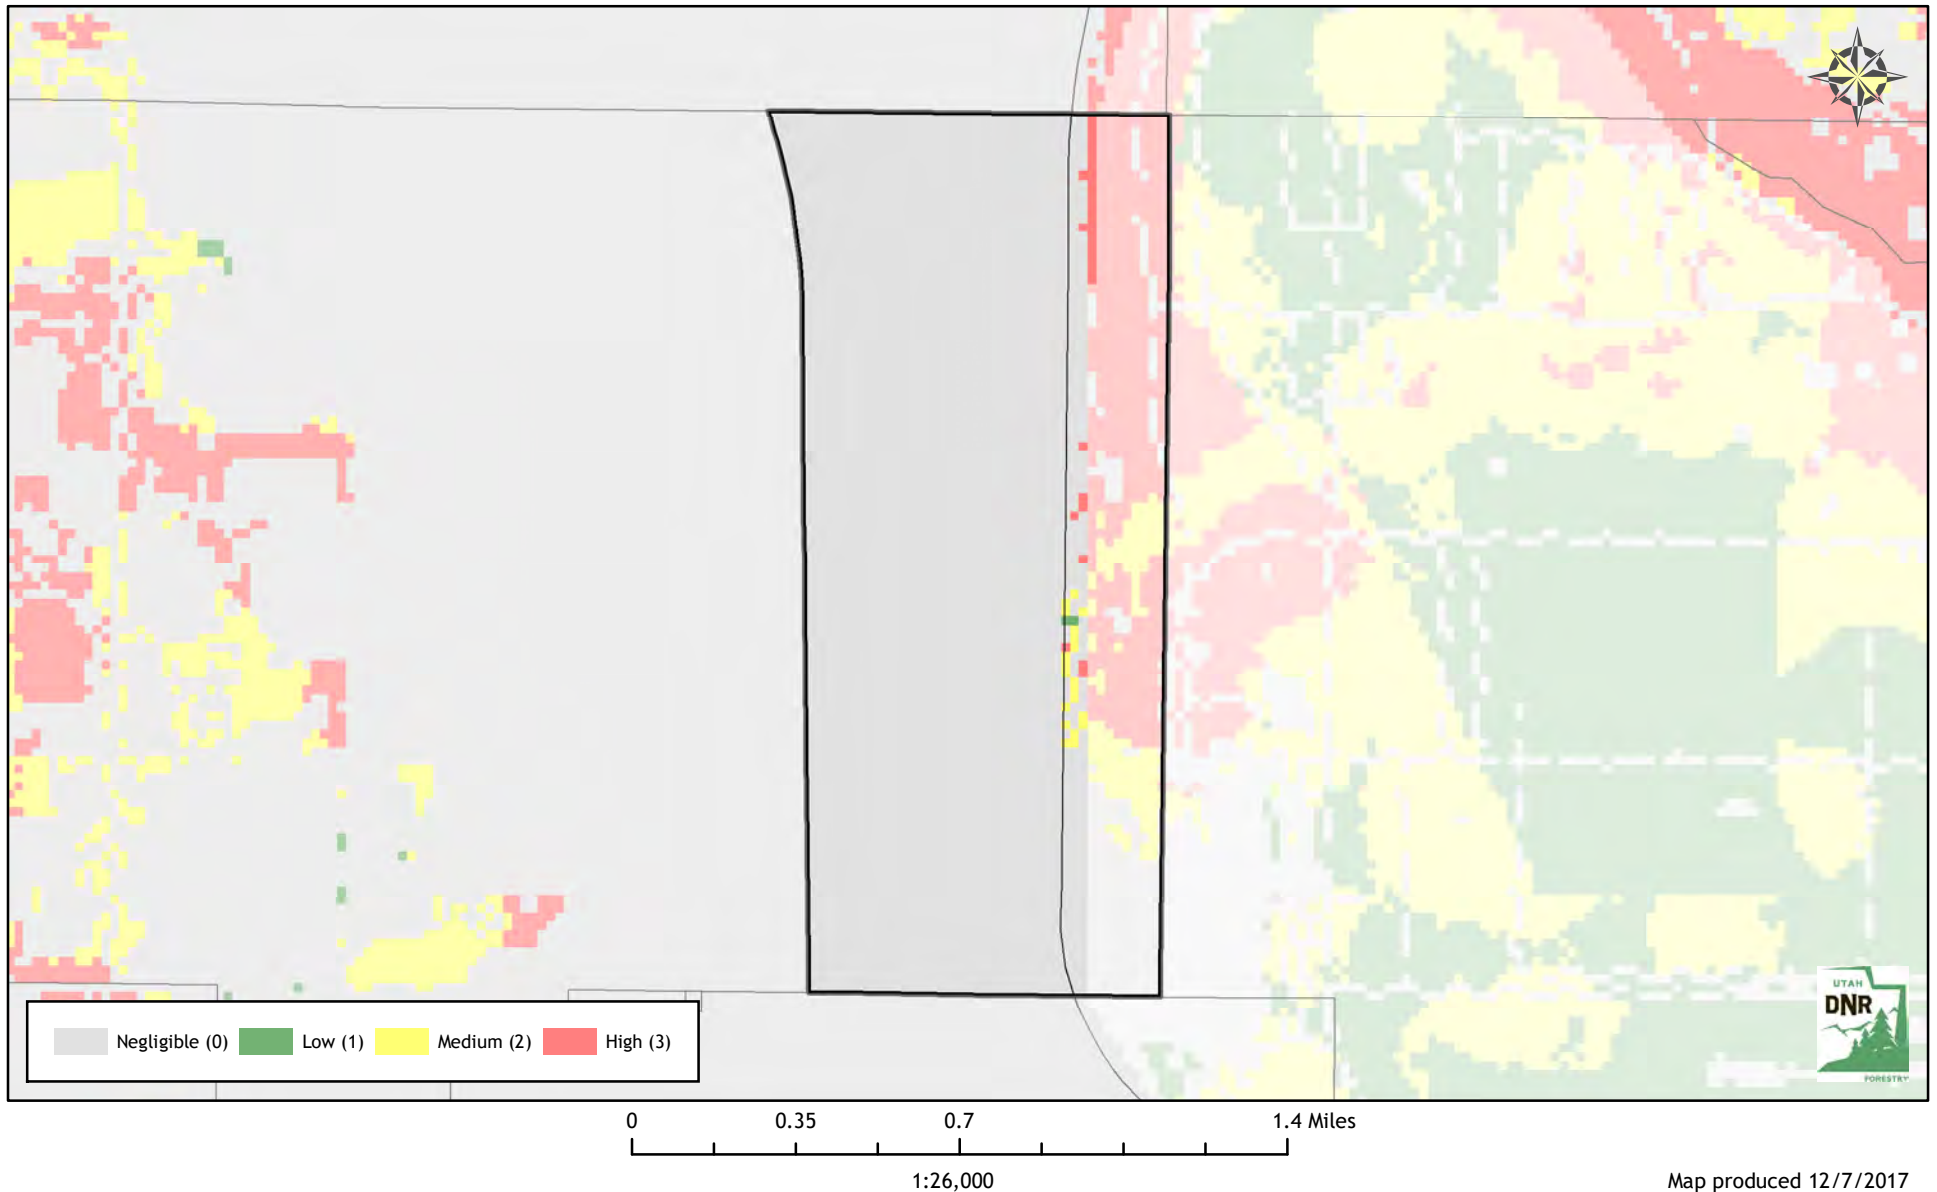 UTAH
DNR
FORESTRY
Negligible (0) Low (1) Medium (2) High (3)
0 0.35 0.7 1.4 Miles
1:26,000
Map produced 12/7/2017